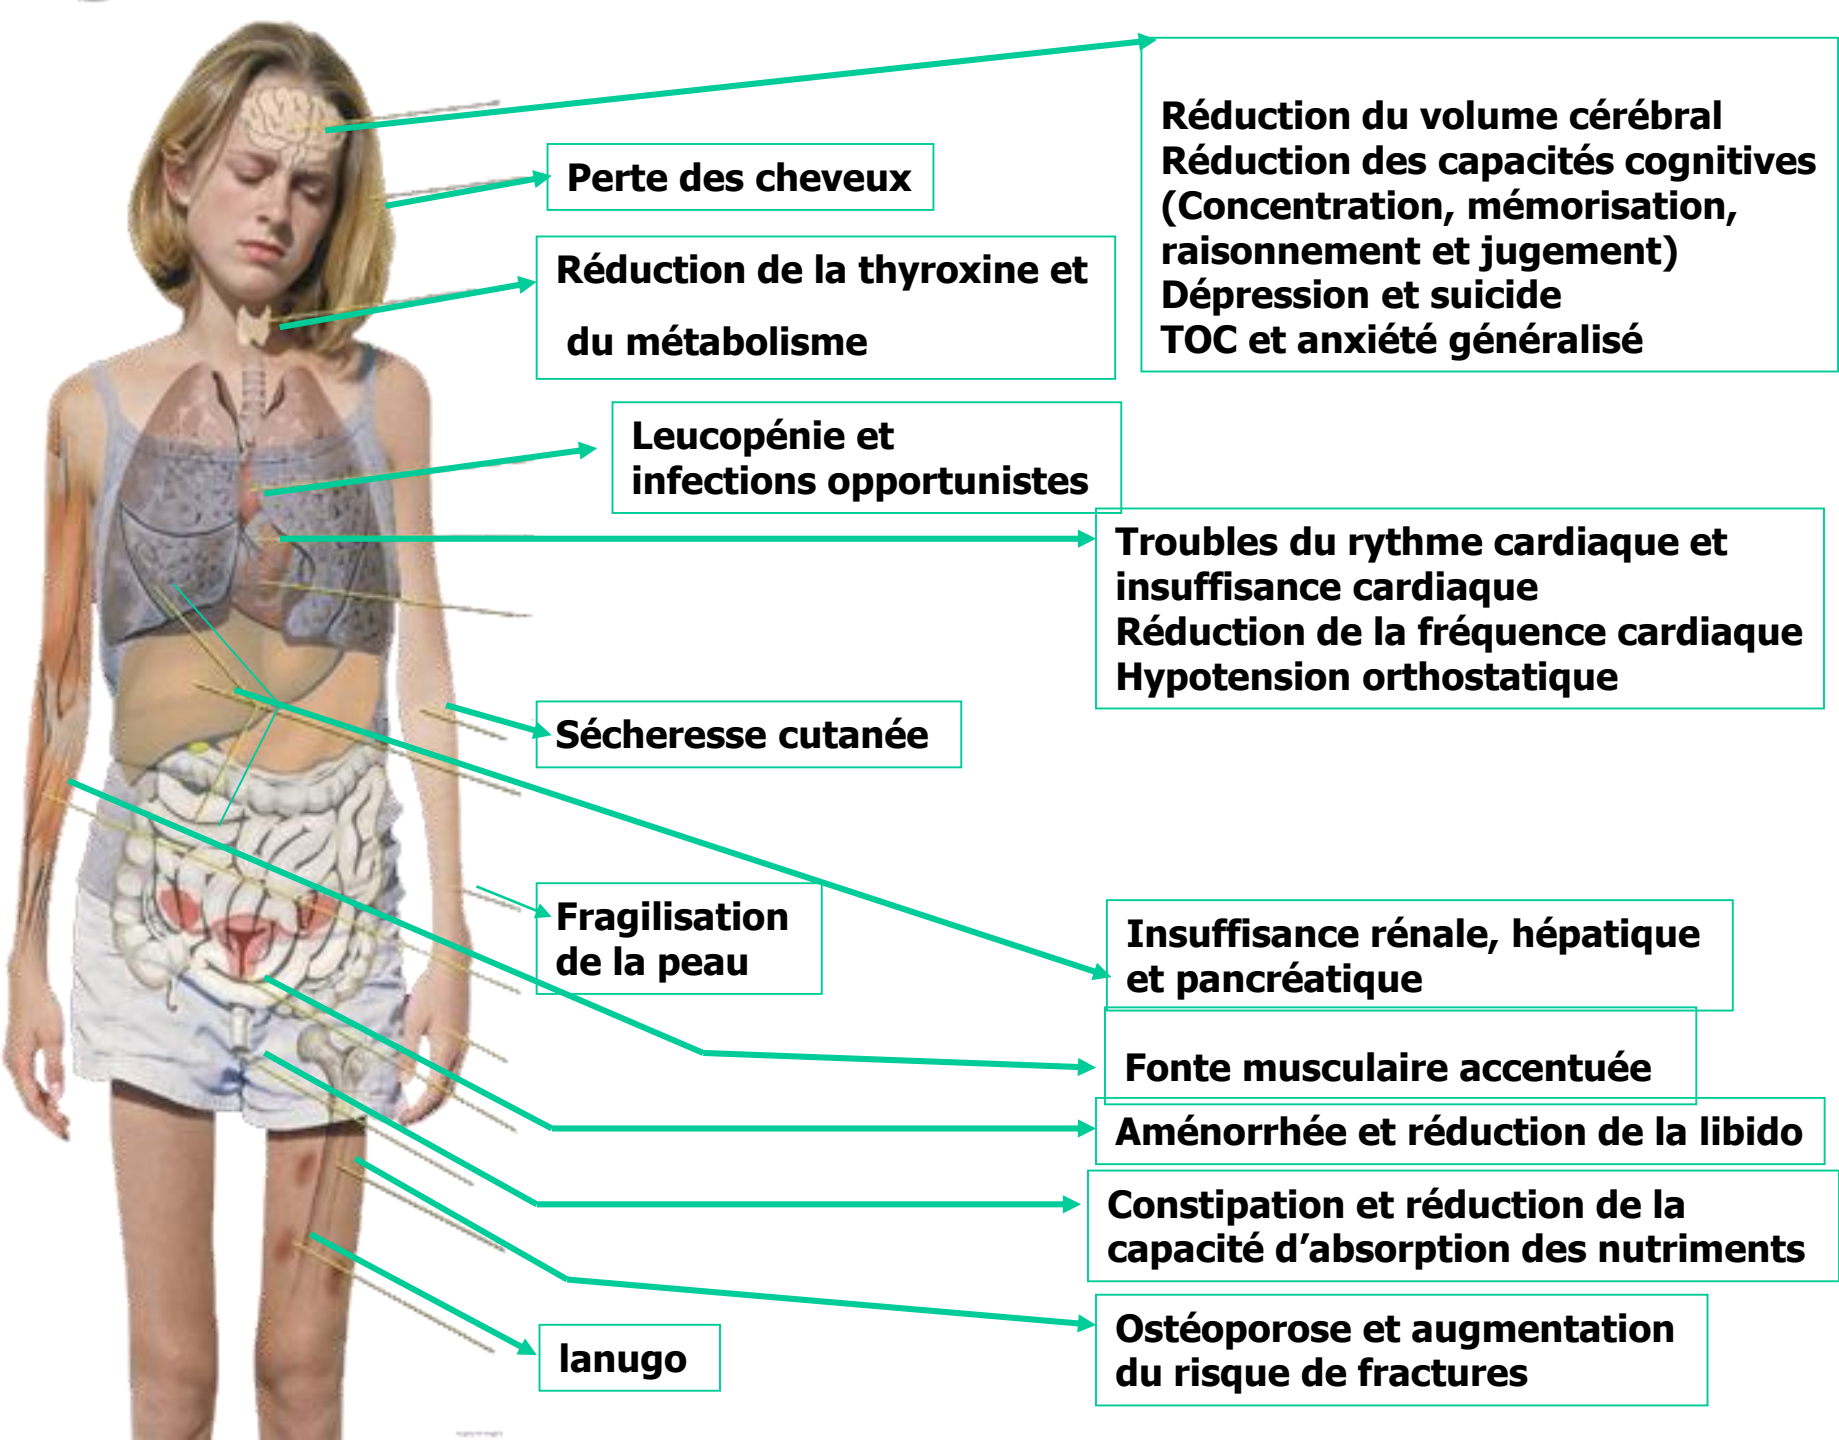 Réduction du volume cérébral
Réduction des capacités cognitives
(Concentration, mémorisation,
raisonnement et jugement)
Dépression et suicide
TOC et anxiété généralisé
Perte des cheveux
Réduction de la thyroxine et
du métabolisme
Leucopénie et
infections opportunistes
Troubles du rythme cardiaque et
insuffisance cardiaque
Réduction de la fréquence cardiaque
Hypotension orthostatique
Sécheresse cutanée
Fragilisation
de la peau
Insuffisance rénale, hépatique
et pancréatique
Fonte musculaire accentuée
Aménorrhée et réduction de la libido
Constipation et réduction de la
capacité d’absorption des nutriments
Ostéoporose et augmentation
du risque de fractures
lanugo